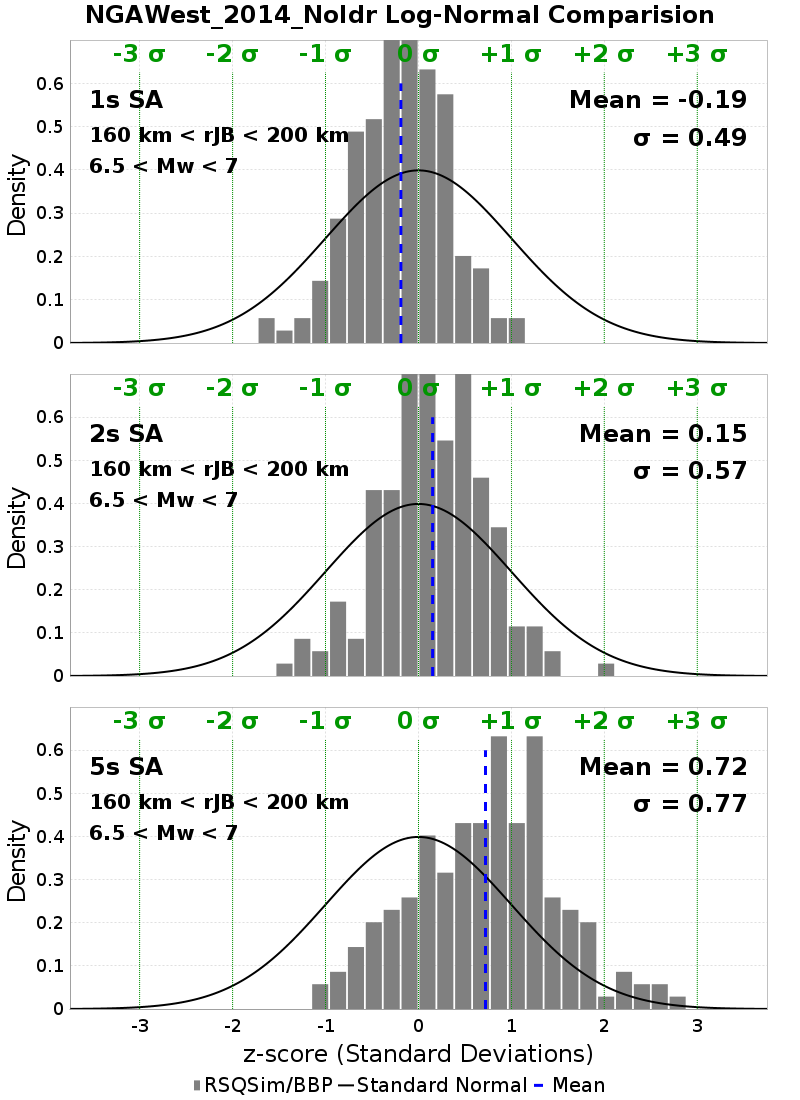 NGAWest_2014_NoIdr Log-Normal Comparision
-3 σ -2 σ -1 σ 0 σ +1 σ +2 σ +3 σ
0.6
1s SA Mean = -0.19
0.5 160 km < rJB < 200 km σ = 0.49
0.4 6.5 < Mw < 7
Density
0.3
0.2
0.1
0
-3 σ -2 σ -1 σ 0 σ +1 σ +2 σ +3 σ
0.6
2s SA Mean = 0.15
0.5 160 km < rJB < 200 km σ = 0.57
0.4 6.5 < Mw < 7
Density
0.3
0.2
0.1
0
-3 σ -2 σ -1 σ 0 σ +1 σ +2 σ +3 σ
0.6
5s SA Mean = 0.72
0.5 160 km < rJB < 200 km σ = 0.77
0.4 6.5 < Mw < 7
Density
0.3
0.2
0.1
0
-3 -2 -1 0 1 2 3
z-score (Standard Deviations)
RSQSim/BBP Standard Normal Mean